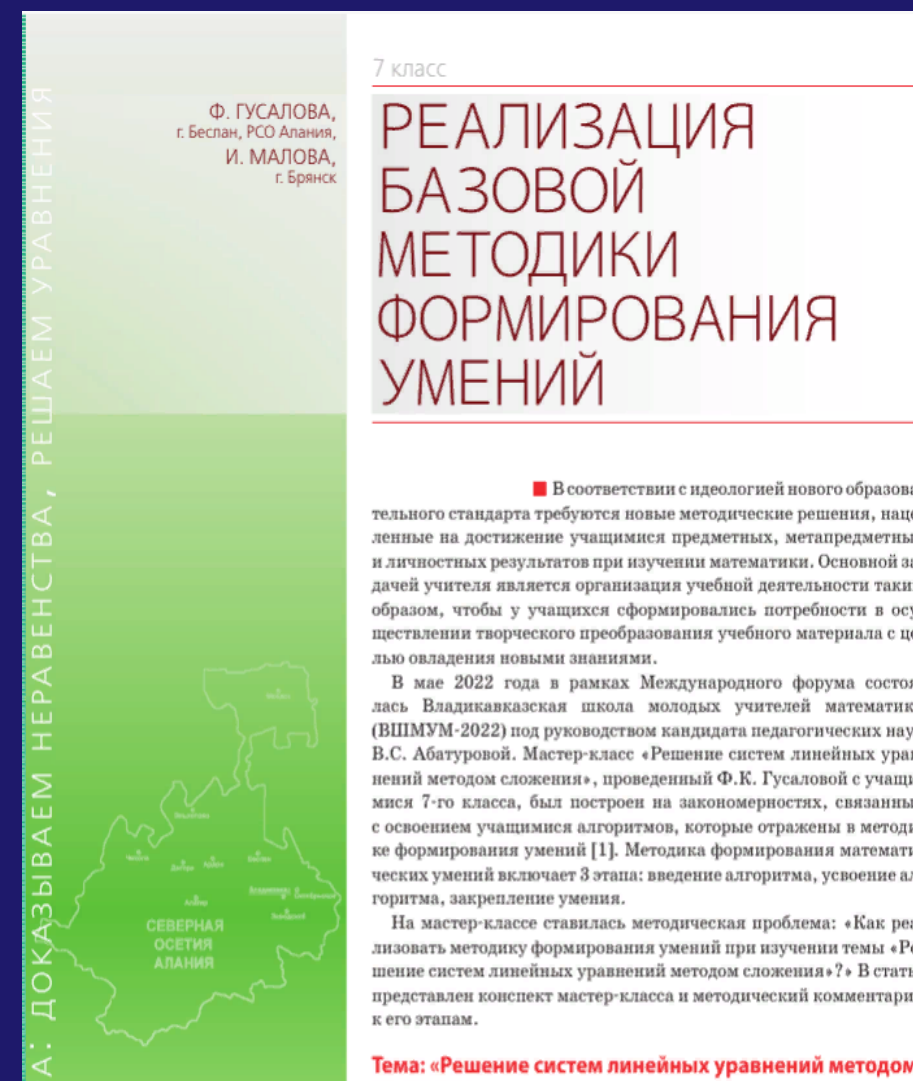 А: ДОКАЗЫВАЕМ НЕРАВЕНСТВА, РЕШАЕМ УРАВНЕНИЯ
Ф. ГУСАЛОВА,
г. Беслан, РСО Алания,
И. МАЛОВА,
г. Брянск
СЕВЕРНАЯ
ОСЕТИЯ
АЛАНИЯ
7 класс
РЕАЛИЗАЦИЯ
БАЗОВОЙ
МЕТОДИКИ
ФОРМИРОВАНИЯ
УМЕНИЙ
В соответствии с идеологией нового образова
тельного стандарта требуются новые методические решения, наце
ленные на достижение учащимися предметных, метапредметны
и личностных результатов при изучении математики. Основной за
дачей учителя является организация учебной деятельности таки
образом, чтобы у учащихся сформировались потребности в осу
ществлении творческого преобразования учебного материала с це
лью овладения новыми знаниями.
В мае 2022 года в рамках Международного форума состоя
лась Владикавказская школа молодых учителей математик
(ВШМУМ-2022) под руководством кандидата педагогических нау
В.С. Абатуровой. Мастер-класс «Решение систем линейных урав
нений методом сложения», проведенный Ф.К. Гусаловой с учащи
мися 7-го класса, был построен на закономерностях, связанны
с освоением учащимися алгоритмов, которые отражены в методи
ке формирования умений [1]. Методика формирования математи
ческих умений включает 3 этапа: введение алгоритма, усвоение ал
горитма, закрепление умения.
На мастер-классе ставилась методическая проблема: «Как реа
лизовать методику формирования умений при изучении темы «Ре
шение систем линейных уравнений методом сложения»?» В стать
представлен конспект мастер-класса и методический комментари
к его этапам.
Тема: «Решение систем линейных уравнений методом